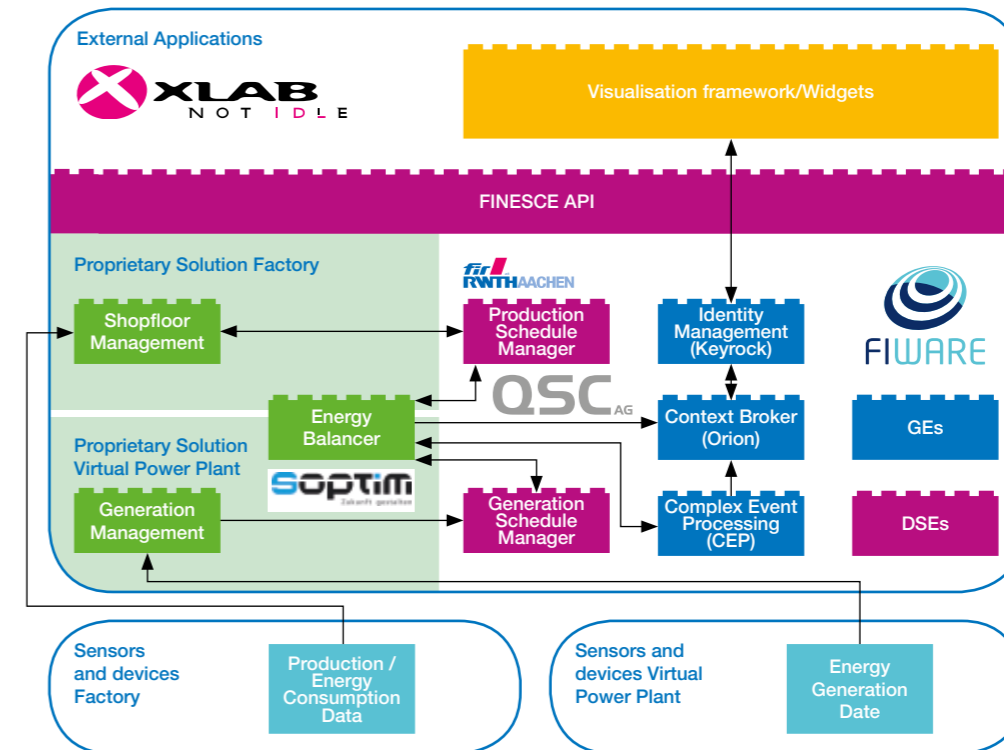 External Applications
XLAB
NOT IDLE
Visualisation framework/Widgets
FINESCE API
Proprietary Solution Factory
Shopfloor
Management
fir
RWTHAACHEN
Production
Schedule
Manager
Identity
Management
(Keyrock)
FIWARE
QSC AG
Energy
Balancer
Context Broker
(Orion)
GEs
Proprietary Solution
Virtual Power Plant
soptim
Zukunft gestalten
Generation
Management
Generation
Schedule
Manager
Complex Event
Processing
(CEP)
DSEs
Sensors
and devices
Factory
Production /
Energy
Consumption
Data
Sensors and
devices Virtual
Power Plant
Energy
Generation
Date